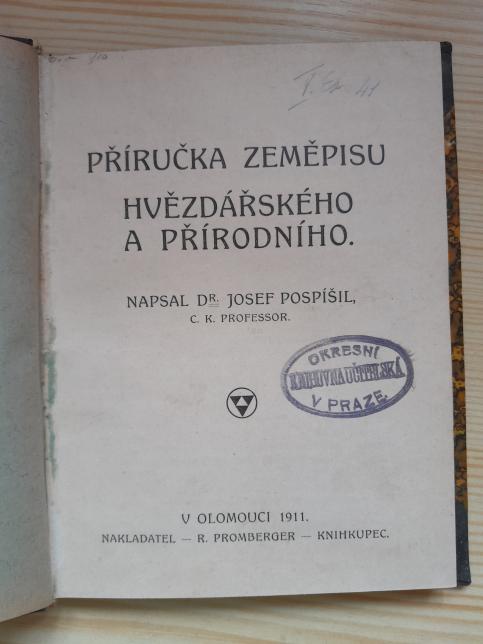 PŘÍRUČKA ZEMĚPISU
HVĚZDÁŘSKÉHO
A PŘÍRODNÍHO.
NAPSAL DR. JOSEF POSPÍŠIL,
C. K. PROFESSOR.
OKRESNÍ
KNIHOVNA UČITELSKÁ
V PRAZE.
V OLOMOUCI 1911.
NAKLADATEL — R. PROMBERGER — KNIHKUPEC.